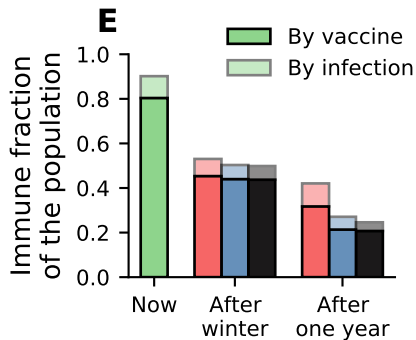 E
By vaccine
By infection
Immune fraction
of the population
1.0
0.8
0.6
0.4
0.2
0.0
Now
After
winter
After
one year